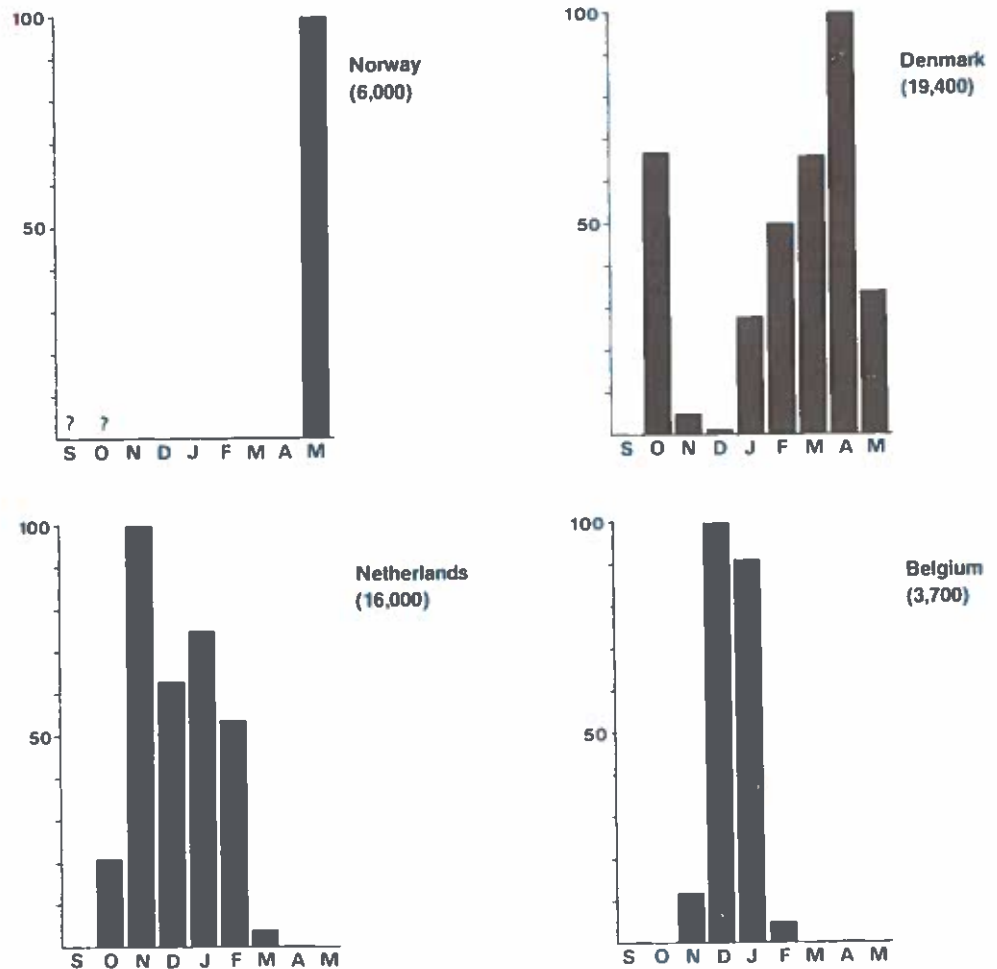 100
50
Norway
(6,000)
? ?
S O N D J F M A M
100
50
Denmark
(19,400)
S O N D J F M A M
100
50
Netherlands
(16,000)
S O N D J F M A M
100
50
Belgium
(3,700)
S O N D J F M A M